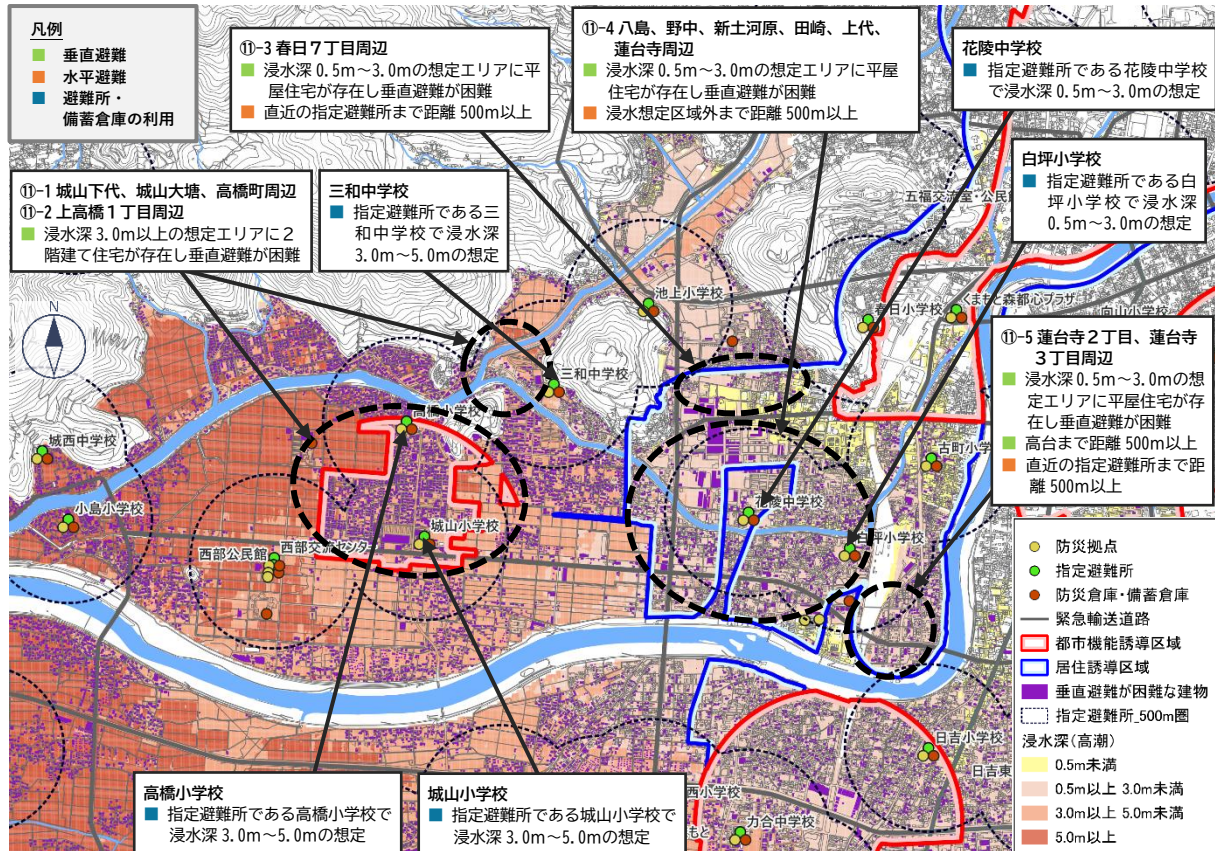 凡例
垂直避難
水平避難
避難所・
備蓄倉庫の利用
⑪-3 春日7丁目周辺
浸水深 0.5m~3.0mの想定エリアに平
屋住宅が存在し垂直避難が困難
直近の指定避難所まで距離 500m以上
⑪-4 八島、野中、新土河原、田崎、上代、
蓮台寺周辺
浸水深 0.5m~3.0mの想定エリアに平屋
住宅が存在し垂直避難が困難
浸水想定区域外まで距離 500m以上
花陵中学校
指定避難所である花陵中学校
で浸水深 0.5m~3.0mの想定
⑪-1 城山下代、城山大塘、高橋町周辺
⑪-2 上高橋1丁目周辺
浸水深 3.0m以上の想定エリアに2
階建て住宅が存在し垂直避難が困難
三和中学校
指定避難所である三
和中学校で浸水深
3.0m~5.0mの想定
白坪小学校
指定避難所である白
坪小学校で浸水深
0.5m~3.0mの想定
⑪-5 蓮台寺2丁目、蓮台寺
3丁目周辺
浸水深 0.5m~3.0mの想
定エリアに平屋住宅が存
在し垂直避難が困難
高台まで距離 500m以上
直近の指定避難所まで距
離 500m以上
N
五福交流室・公民館
池上小学校
春日小学校
くまもと森都心プラザ
向山小学校
三和中学校
高橋小学校
城西中学校
古町小学
小島小学校
花陵中学校
城山小学校
白坪小学校
西部公民館
西部交流センター
日吉小学校
日吉東
西小学校
力合中学校
もと
防災拠点
指定避難所
防災倉庫・備蓄倉庫
緊急輸送道路
都市機能誘導区域
居住誘導区域
垂直避難が困難な建物
指定避難所_500m圏
浸水深(高潮)
0.5m未満
0.5m以上 3.0m未満
3.0m以上 5.0m未満
5.0m以上
高橋小学校
指定避難所である高橋小学校で
浸水深 3.0m~5.0mの想定
城山小学校
指定避難所である城山小学校で
浸水深 3.0m~5.0mの想定